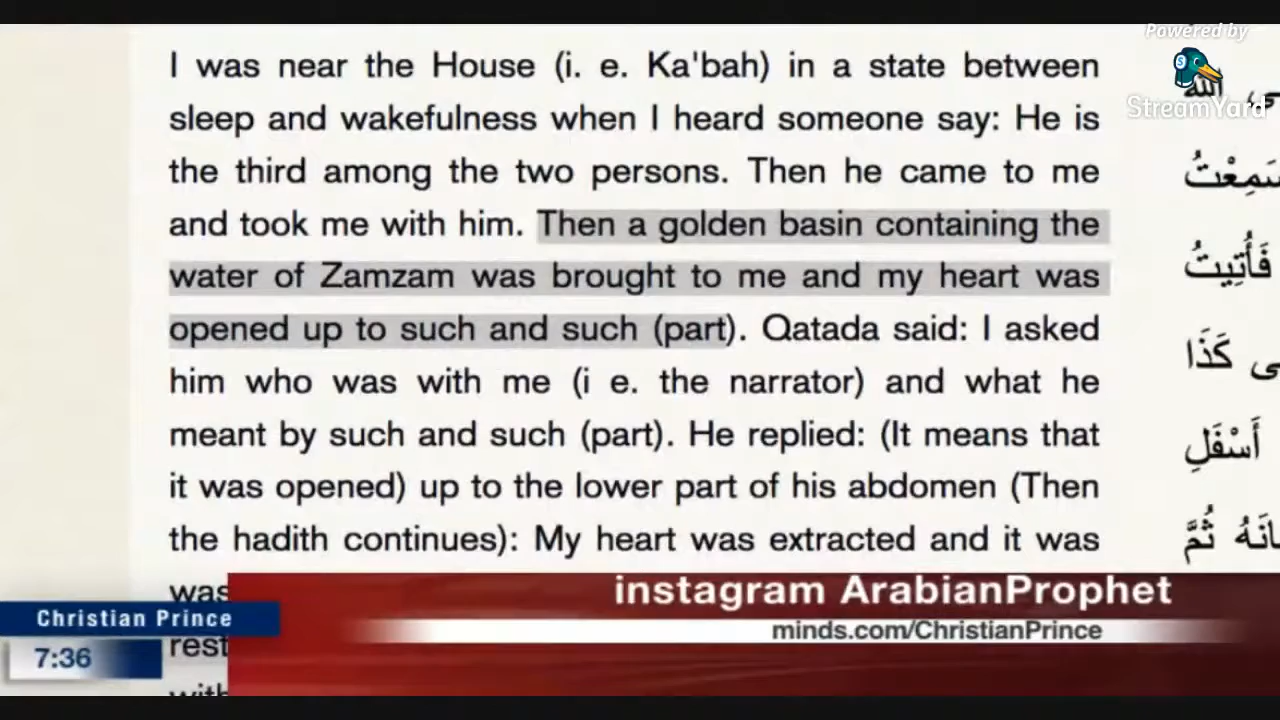 Powered by
StreamYard
I was near the House (i. e. Ka'bah) in a state between
sleep and wakefulness when I heard someone say: He is
the third among the two persons. Then he came to me
and took me with him. Then a golden basin containing the
water of Zamzam was brought to me and my heart was
opened up to such and such (part). Qatada said: I asked
him who was with me (i e. the narrator) and what he
meant by such and such (part). He replied: (It means that
it was opened) up to the lower part of his abdomen (Then
the hadith continues): My heart was extracted and it was
was
rest
with
فَأُتِيتُ
كَذَا
أَسْفَلِ
ثُمَّ
instagram ArabianProphet
minds.com/ChristianPrince
Christian Prince
7:36